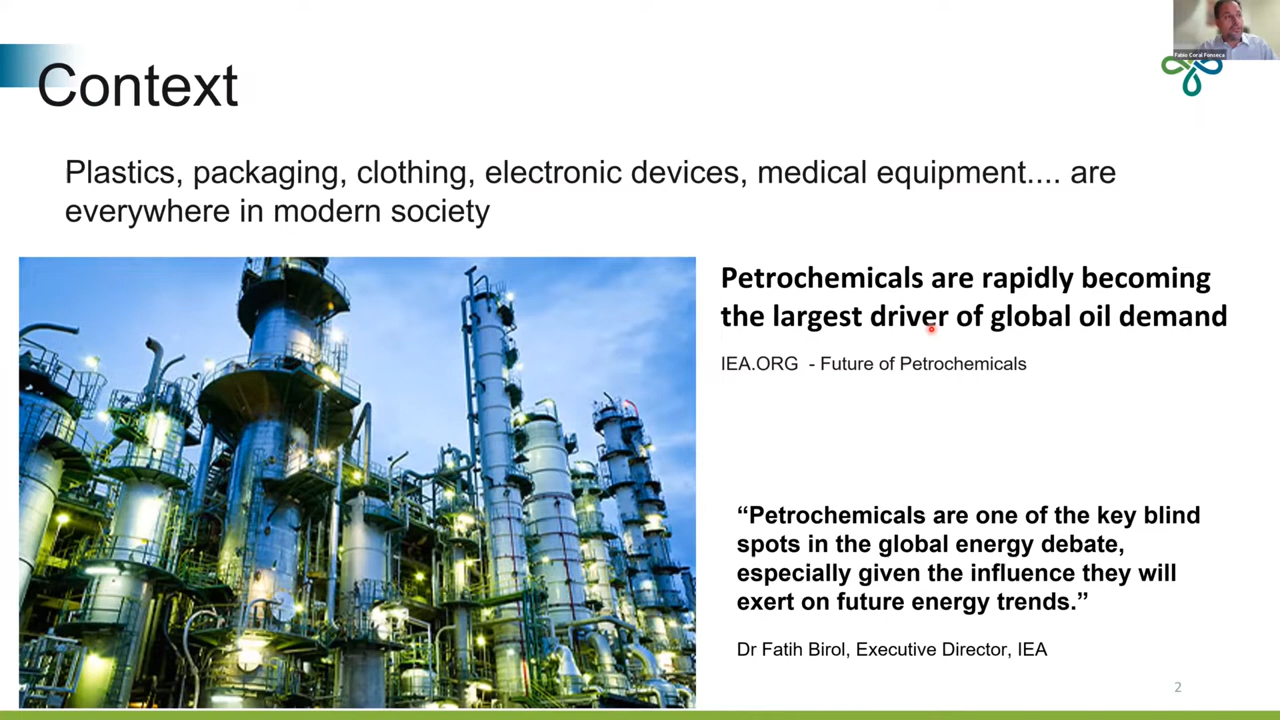 Fabio Coral Fonseca
Context
Plastics, packaging, clothing, electronic devices, medical equipment.... are
everywhere in modern society
Petrochemicals are rapidly becoming
the largest driver of global oil demand
IEA.ORG - Future of Petrochemicals
“Petrochemicals are one of the key blind
spots in the global energy debate,
especially given the influence they will
exert on future energy trends.”
Dr Fatih Birol, Executive Director, IEA
2